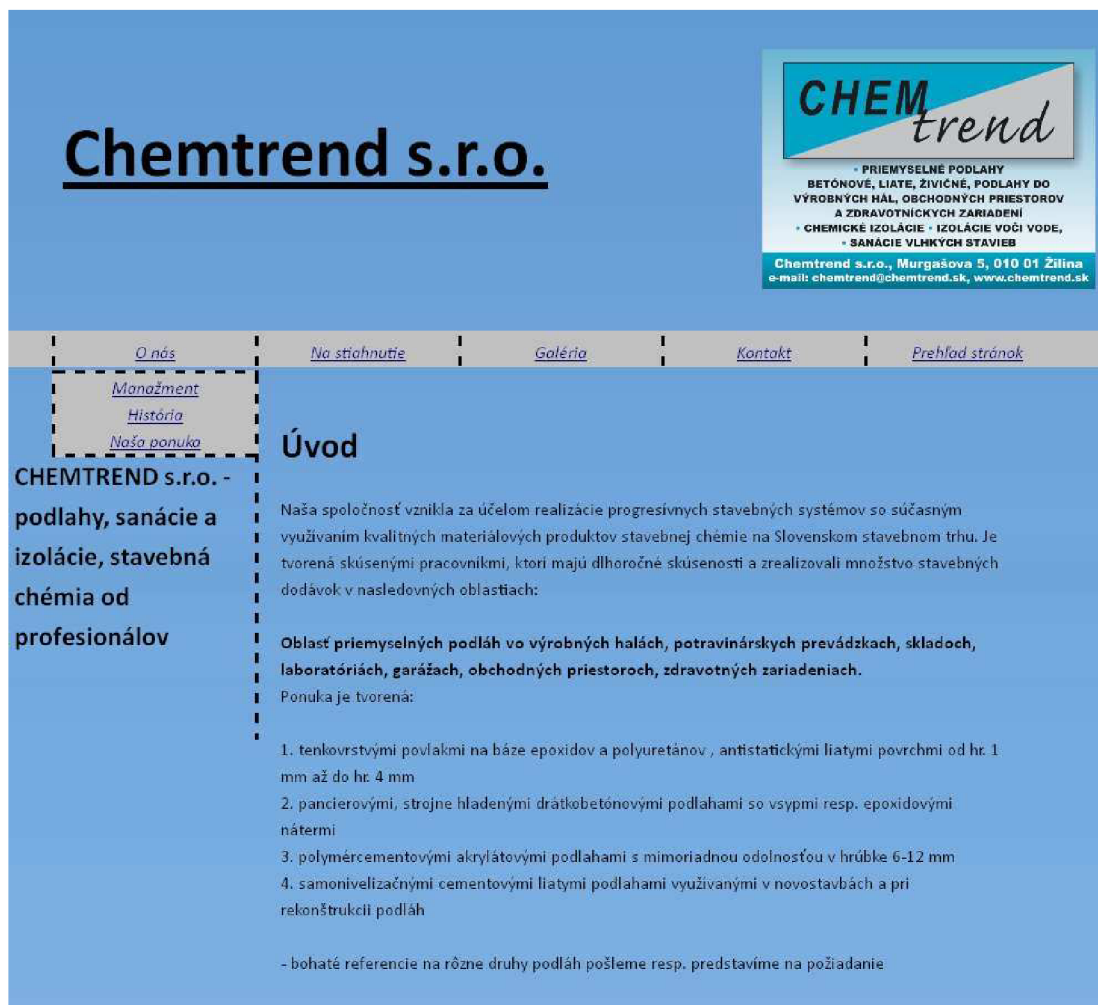 Chemtrend s.r.o.
CHEM
trend
• PRIEMYSELNÉ PODLAHY
BETÓNOVÉ, LIATE, ŽIVIČNÉ, PODLAHY DO
VÝROBNÝCH HÁL, OBCHODNÝCH PRIESTOROV
A ZDRAVOTNÍCKYCH ZARIADENÍ
• CHEMICKÉ IZOLÁCIE • IZOLÁCIE VOČI VODE,
• SANÁCIE VLHKÝCH STAVIEB
Chemtrend s.r.o., Murgašova 5, 010 01 Žilina
e-mail: chemtrend@chemtrend.sk, www.chemtrend.sk
O nás
Na stiahnutie
Galéria
Kontakt
Prehľad stránok
Manažment
História
Naša ponuka
CHEMTREND s.r.o. -
podlahy, sanácie a
izolácie, stavebná
chémia od
profesionálov
Úvod
Naša spoločnosť vznikla za účelom realizácie progresívnych stavebných systémov so súčasným
využívaním kvalitných materiálových produktov stavebnej chémie na Slovenskom stavebnom trhu. Je
tvorená skúsenými pracovníkmi, ktorí majú dlhoročné skúsenosti a zrealizovali množstvo stavebných
dodávok v nasledovných oblastiach:
Oblasť priemyselných podláh vo výrobných halách, potravinárskych prevádzkach, skladoch,
laboratóriách, garážach, obchodných priestoroch, zdravotných zariadeniach.
Ponuka je tvorená:
1. tenkovrstvými povlakmi na báze epoxidov a polyuretánov , antistatickými liatymi povrchmi od hr. 1
mm až do hr. 4 mm
2. pancierovými, strojne hladenými drátkobetónovými podlahami so vsypmi resp. epoxidovými
nátermi
3. polymércementovými akrylátovými podlahami s mimoriadnou odolnosťou v hrúbke 6-12 mm
4. samonivelizačnými cementovými liatymi podlahami využívanými v novostavbách a pri
rekonštrukcii podláh
- bohaté referencie na rôzne druhy podláh pošleme resp. predstavíme na požiadanie